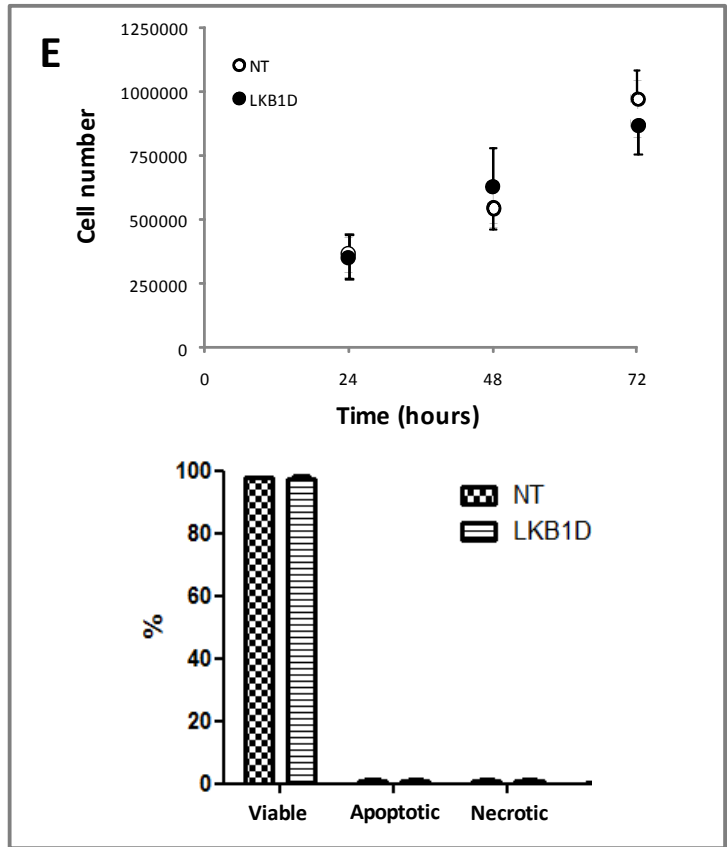 E
1250000
1000000
750000
500000
250000
0
Cell number
NT
LKB1D
0 24 48 72
Time (hours)
100
80
60
40
20
0
%
NT
LKB1D
Viable Apoptotic Necrotic